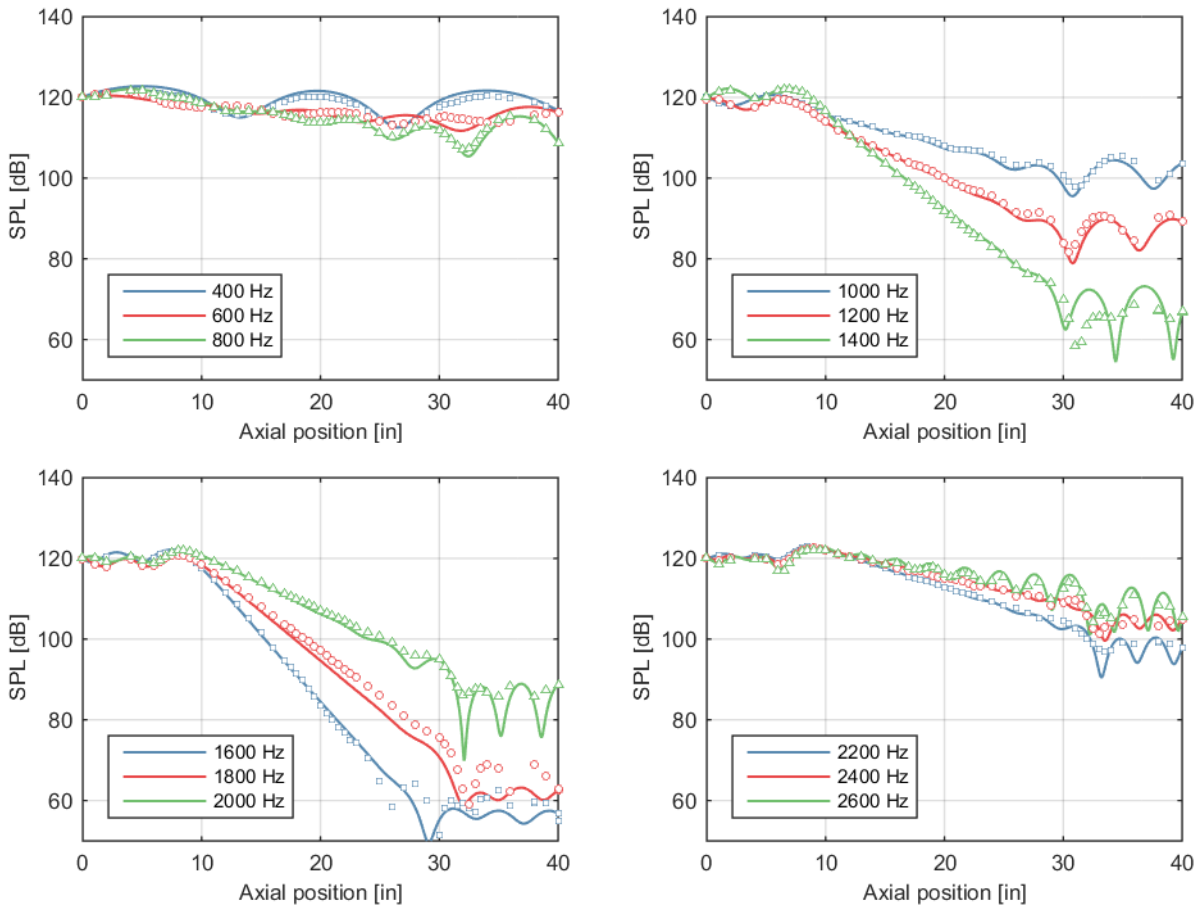 140
120
100
80
60
SPL [dB]
400 Hz
600 Hz
800 Hz
0 10 20 30 40
Axial position [in]
140
120
100
80
60
SPL [dB]
1000 Hz
1200 Hz
1400 Hz
0 10 20 30 40
Axial position [in]
140
120
100
80
60
SPL [dB]
1600 Hz
1800 Hz
2000 Hz
0 10 20 30 40
Axial position [in]
140
120
100
80
60
SPL [dB]
2200 Hz
2400 Hz
2600 Hz
0 10 20 30 40
Axial position [in]